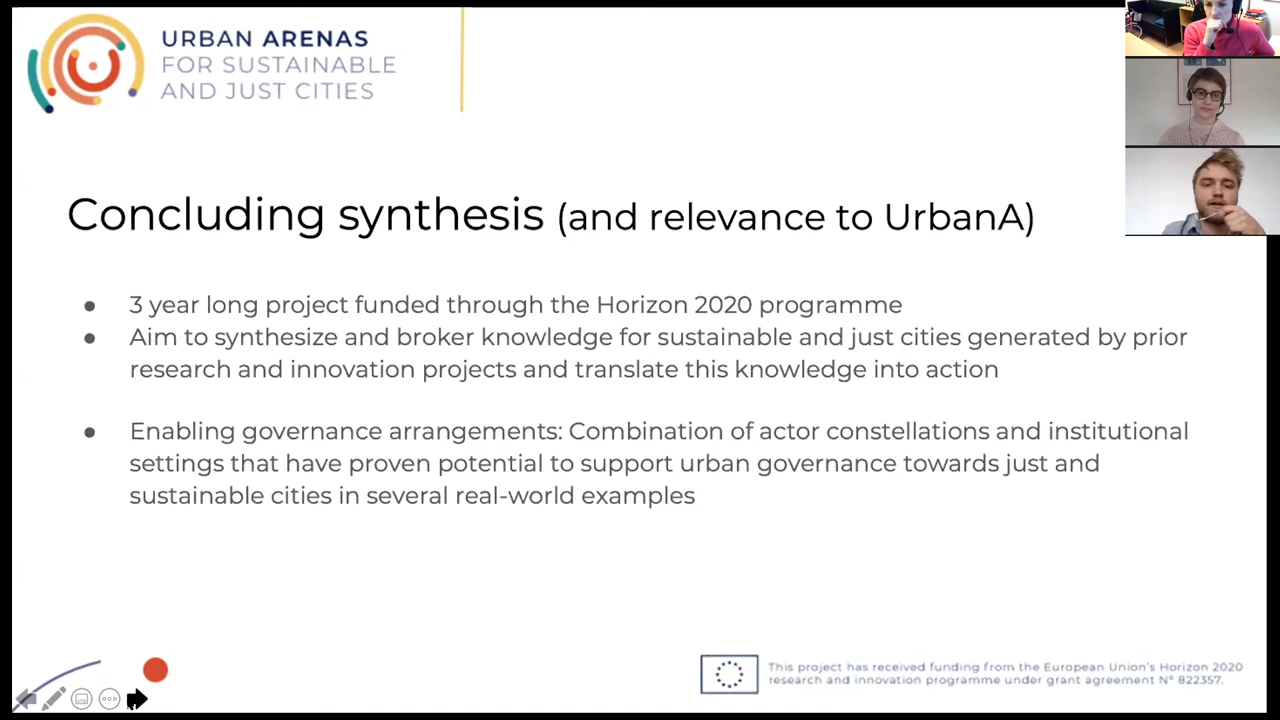 URBAN ARENAS
FOR SUSTAINABLE
AND JUST CITIES
Concluding synthesis (and relevance to UrbanA)
● 3 year long project funded through the Horizon 2020 programme
● Aim to synthesize and broker knowledge for sustainable and just cities generated by prior
research and innovation projects and translate this knowledge into action
● Enabling governance arrangements: Combination of actor constellations and institutional
settings that have proven potential to support urban governance towards just and
sustainable cities in several real-world examples
This project has received funding from the European Union's Horizon 2020
research and innovation programme under grant agreement N° 822357.